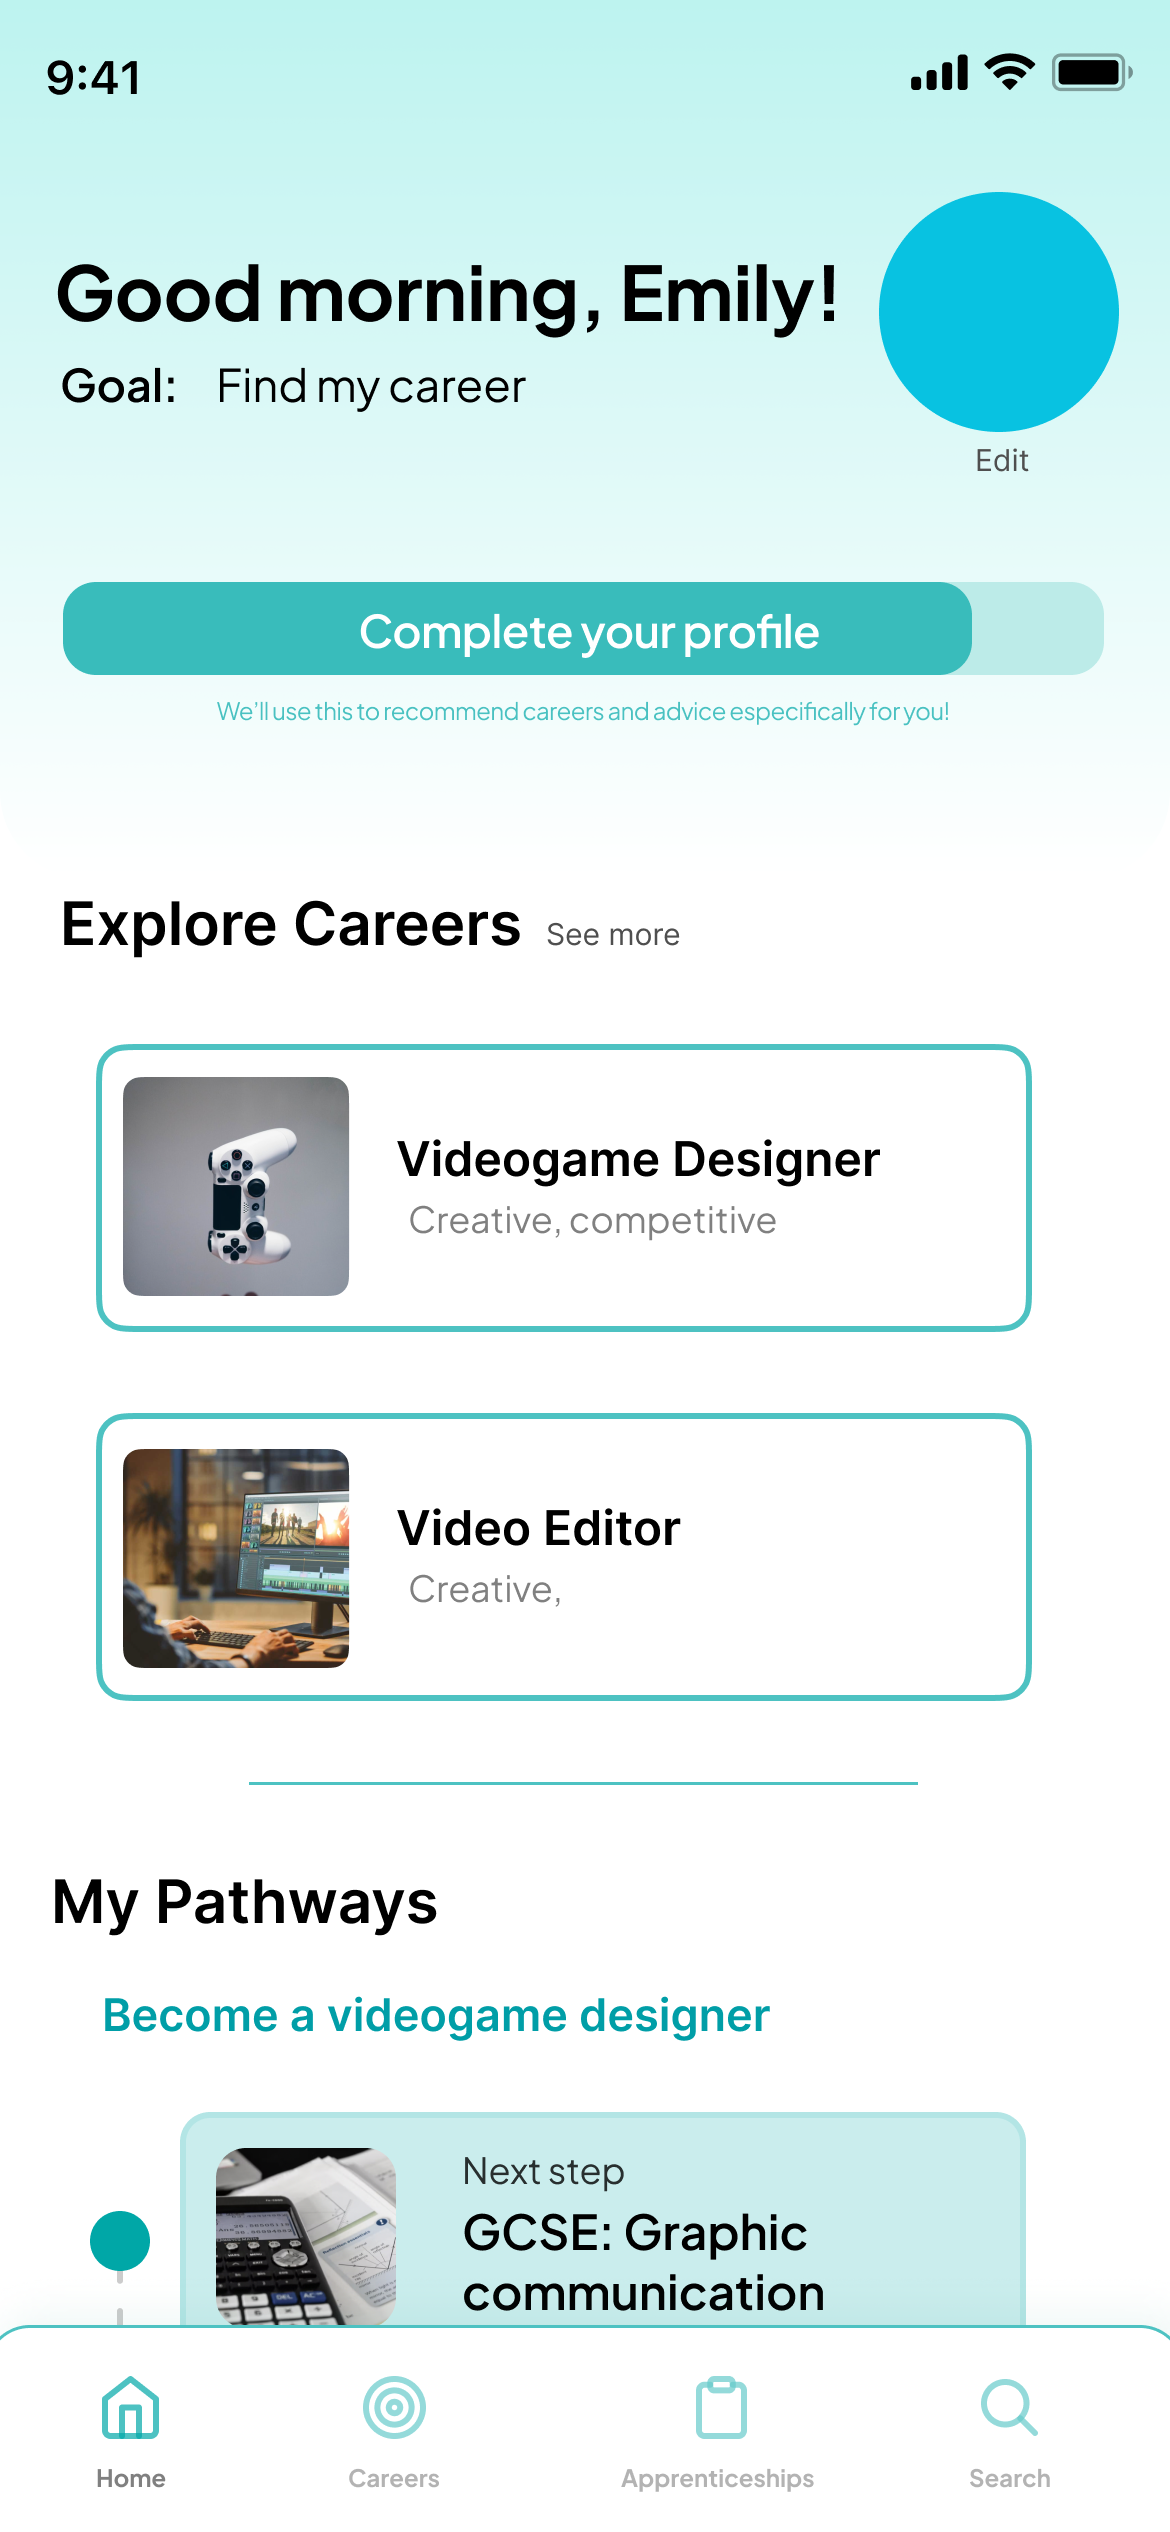 9:41
Good morning, Emily!
Goal: Find my career
Edit
Complete your profile
We'll use this to recommend careers and advice especifically for you!
Explore Careers See more
Videogame Designer
Creative, competitive
Video Editor
Creative,
My Pathways
Become a videogame designer
Next step
GCSE: Graphic
communication
Home
Careers
Apprenticeships
Search